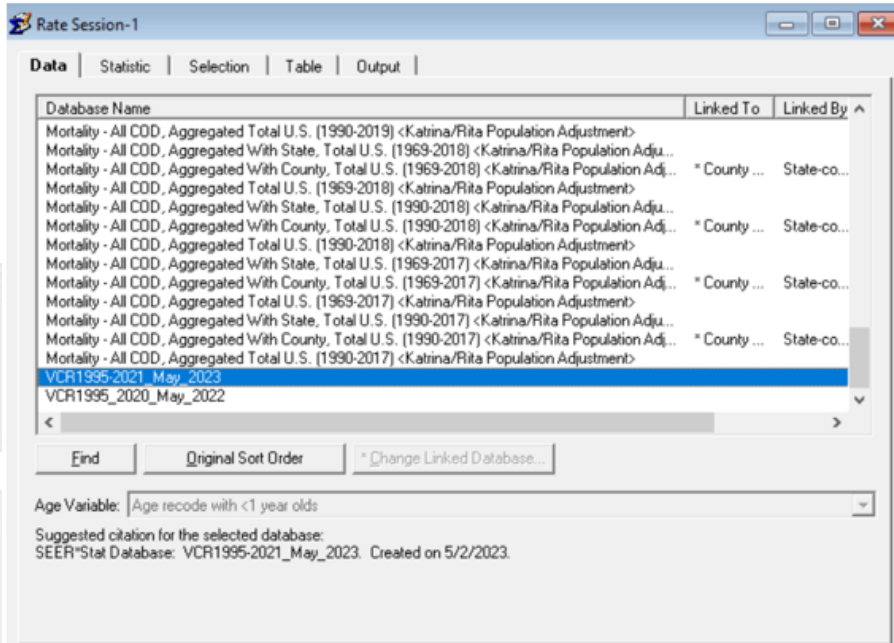 Rate Session-1
Data Statistic Selection Table Output
Database Name Linked To Linked By
Mortality - All COD, Aggregated Total U.S. (1990-2019) <Katrina/Rita Population Adjustment>
Mortality - All COD, Aggregated With State, Total U.S. (1969-2018) <Katrina/Rita Population Adju...
Mortality - All COD, Aggregated With County, Total U.S. (1969-2018) <Katrina/Rita Population Adj... * County ... State-co...
Mortality - All COD, Aggregated Total U.S. (1969-2018) <Katrina/Rita Population Adjustment>
Mortality - All COD, Aggregated With State, Total U.S. (1990-2018) <Katrina/Rita Population Adju...
Mortality - All COD, Aggregated With County, Total U.S. (1990-2018) <Katrina/Rita Population Adj... * County ... State-co...
Mortality - All COD, Aggregated Total U.S. (1990-2018) <Katrina/Rita Population Adjustment>
Mortality - All COD, Aggregated With State, Total U.S. (1969-2017) <Katrina/Rita Population Adju...
Mortality - All COD, Aggregated With County, Total U.S. (1969-2017) <Katrina/Rita Population Adj... * County ... State-co...
Mortality - All COD, Aggregated Total U.S. (1969-2017) <Katrina/Rita Population Adjustment>
Mortality - All COD, Aggregated With State, Total U.S. (1990-2017) <Katrina/Rita Population Adju...
Mortality - All COD, Aggregated With County, Total U.S. (1990-2017) <Katrina/Rita Population Adj... * County ... State-co...
Mortality - All COD, Aggregated Total U.S. (1990-2017) <Katrina/Rita Population Adjustment>
VCR1995-2021_May_2023
VCR1995_2020_May_2022
Find Original Sort Order * Change Linked Database...
Age Variable: Age recode with <1 year olds
Suggested citation for the selected database:
SEER*Stat Database: VCR1995-2021_May_2023. Created on 5/2/2023.